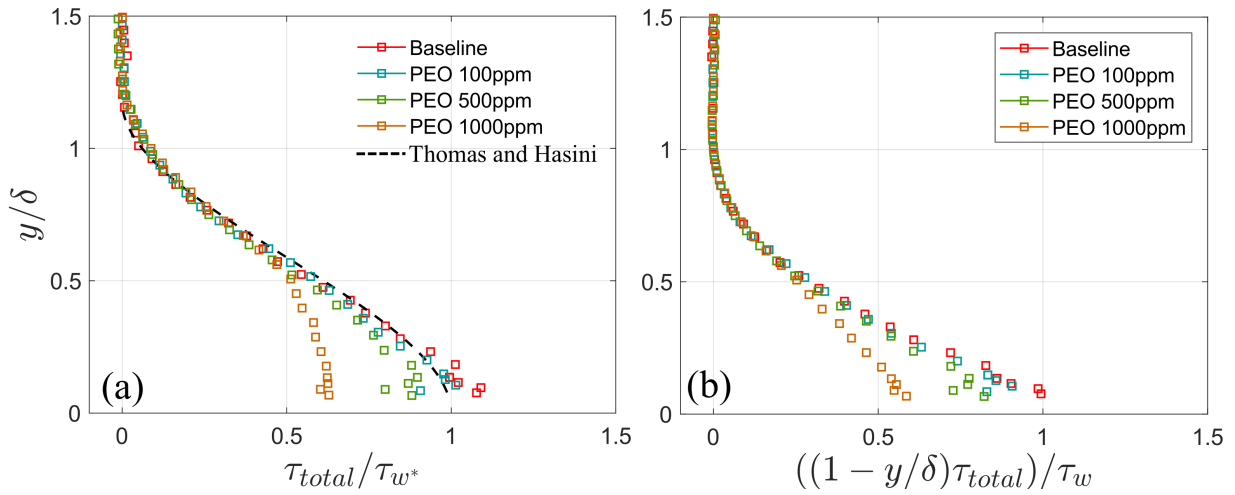 1.5
1
0.5
0
y/δ
Baseline
PEO 100ppm
PEO 500ppm
PEO 1000ppm
Thomas and Hasini
(a)
0
0.5
1
1.5
τ_total/τ_w*
1.5
1
0.5
0
Baseline
PEO 100ppm
PEO 500ppm
PEO 1000ppm
(b)
0
0.5
1
1.5
((1 − y/δ)τ_total)/τ_w